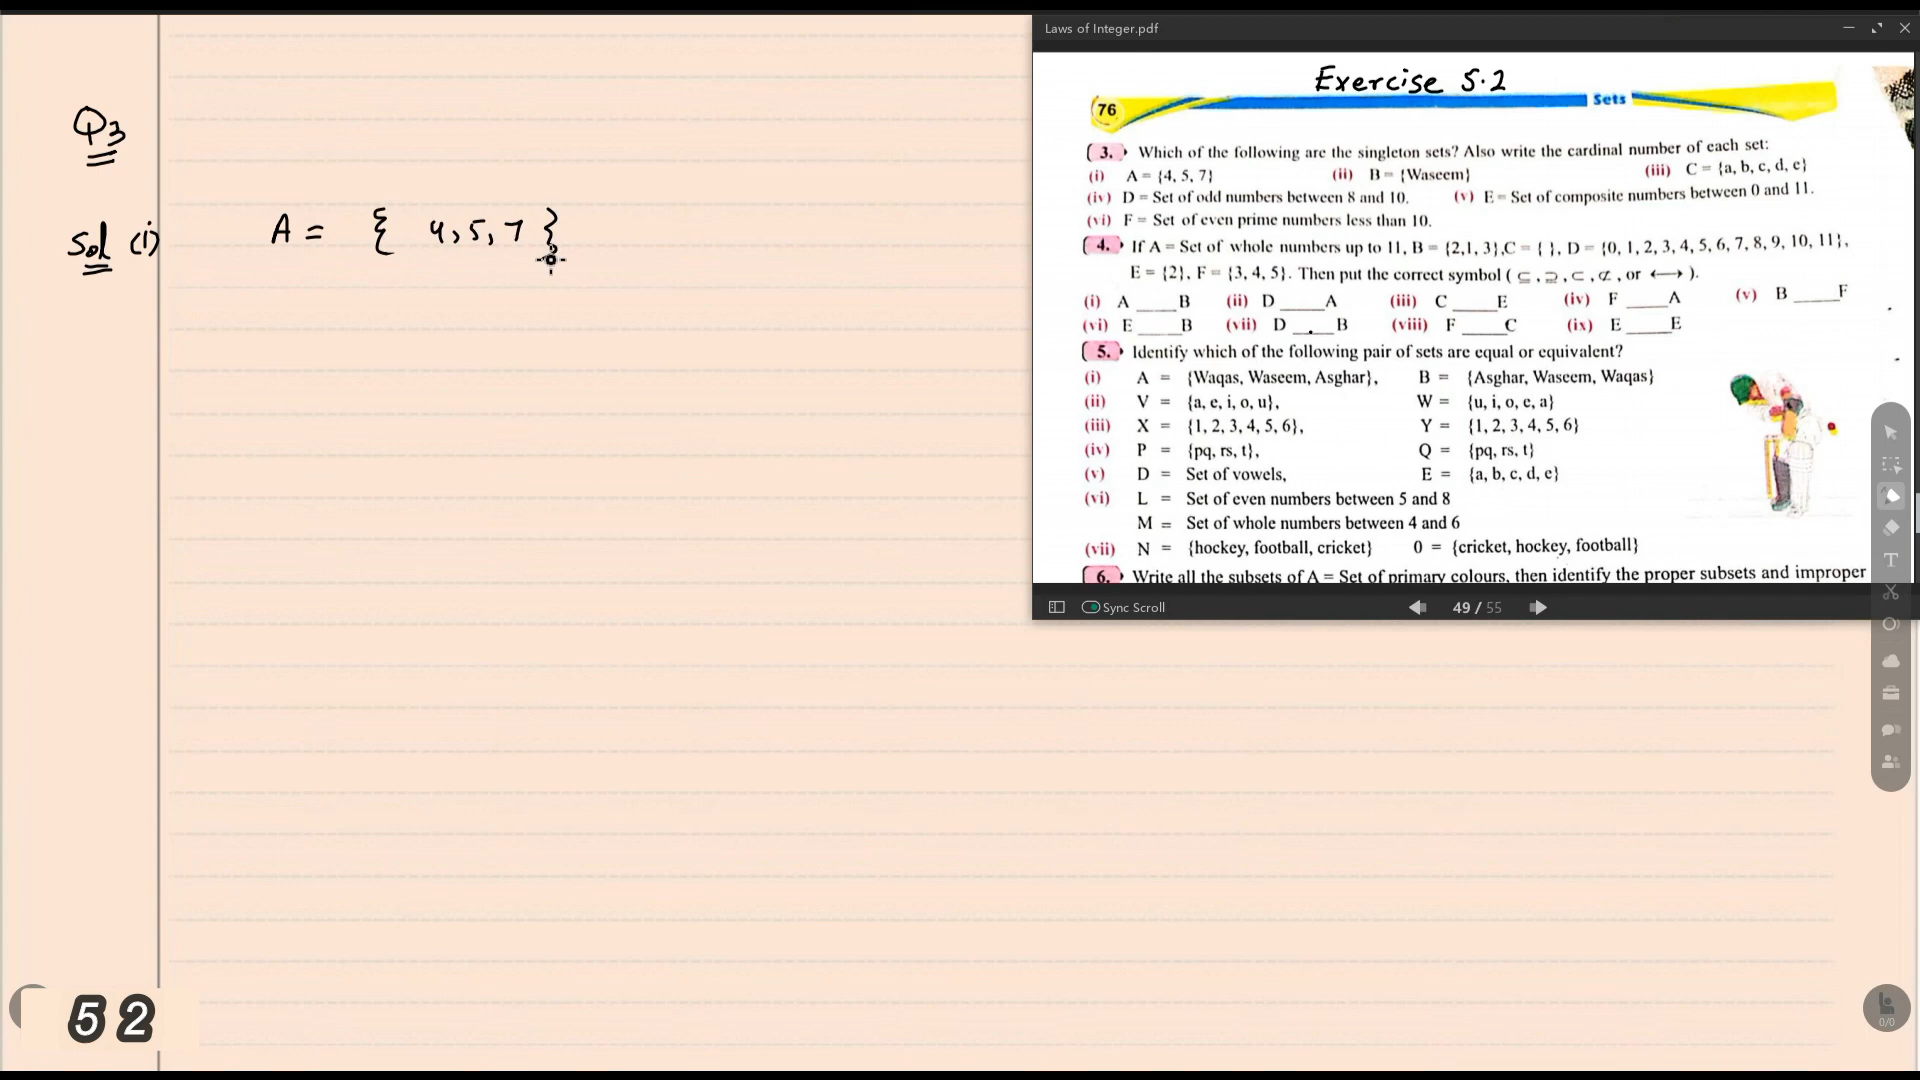 Laws of Integer.pdf
Q3
Sol (i) A = { 4, 5, 7 }
Exercise 5.2
76 Sets
3. Which of the following are the singleton sets? Also write the cardinal number of each set:
(i) A = {4, 5, 7} (ii) B = {Waseem} (iii) C = {a, b, c, d, e}
(iv) D = Set of odd numbers between 8 and 10. (v) E = Set of composite numbers between 0 and 11.
(vi) F = Set of even prime numbers less than 10.
4. If A = Set of whole numbers up to 11, B = {2,1, 3},C = { }, D = {0, 1, 2, 3, 4, 5, 6, 7, 8, 9, 10, 11},
E = {2}, F = {3, 4, 5}. Then put the correct symbol ( ⊆ , ⊇ , ⊂ , ⊄ , or ⟷ ).
(i) A ____B (ii) D ____A (iii) C ____E (iv) F ____A (v) B ____F
(vi) E ____B (vii) D ____B (viii) F ____C (ix) E ____E
5. Identify which of the following pair of sets are equal or equivalent?
(i) A = {Waqas, Waseem, Asghar}, B = {Asghar, Waseem, Waqas}
(ii) V = {a, e, i, o, u}, W = {u, i, o, e, a}
(iii) X = {1, 2, 3, 4, 5, 6}, Y = {1, 2, 3, 4, 5, 6}
(iv) P = {pq, rs, t}, Q = {pq, rs, t}
(v) D = Set of vowels, E = {a, b, c, d, e}
(vi) L = Set of even numbers between 5 and 8
M = Set of whole numbers between 4 and 6
(vii) N = {hockey, football, cricket} 0 = {cricket, hockey, football}
6. Write all the subsets of A = Set of primary colours, then identify the proper subsets and improper
Sync Scroll 49 / 55
T
52
0/0